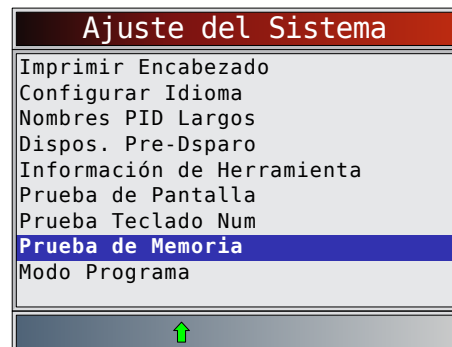 Ajuste del Sistema
Imprimir Encabezado
Configurar Idioma
Nombres PID Largos
Dispos. Pre-Dsparo
Información de Herramienta
Prueba de Pantalla
Prueba Teclado Num
Prueba de Memoria
Modo Programa